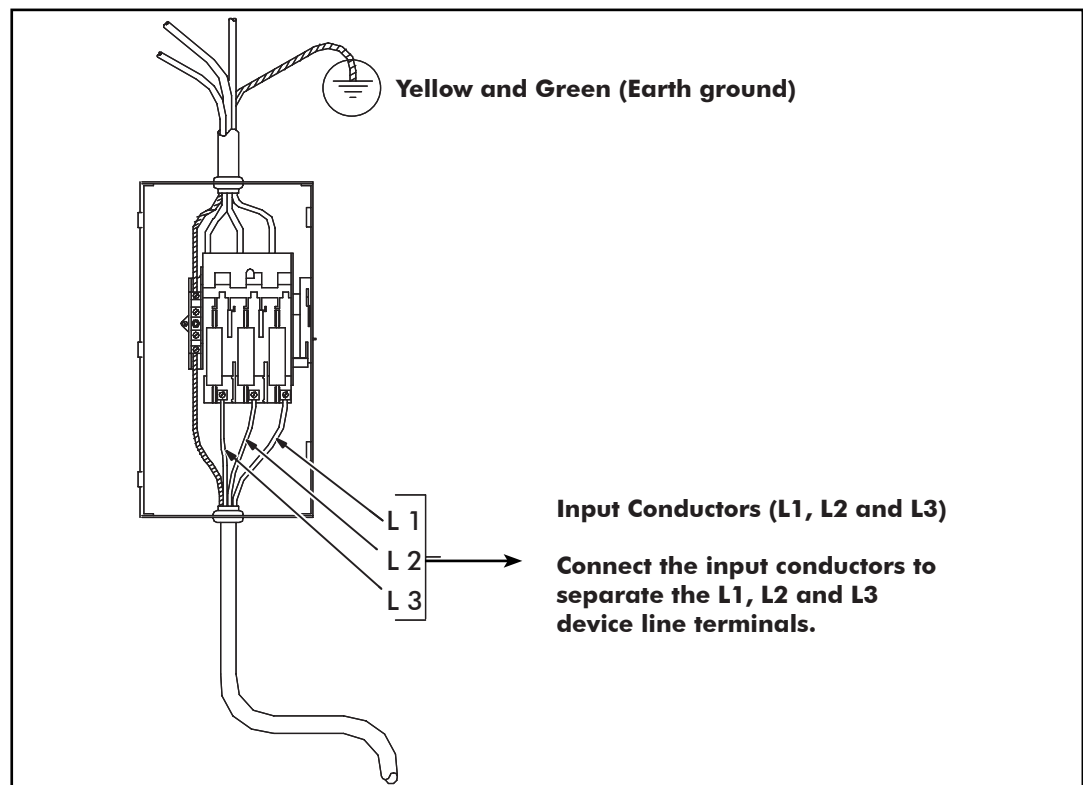 Yellow and Green (Earth ground)
L 1
L 2
L 3
Input Conductors (L1, L2 and L3)
Connect the input conductors to
separate the L1, L2 and L3
device line terminals.